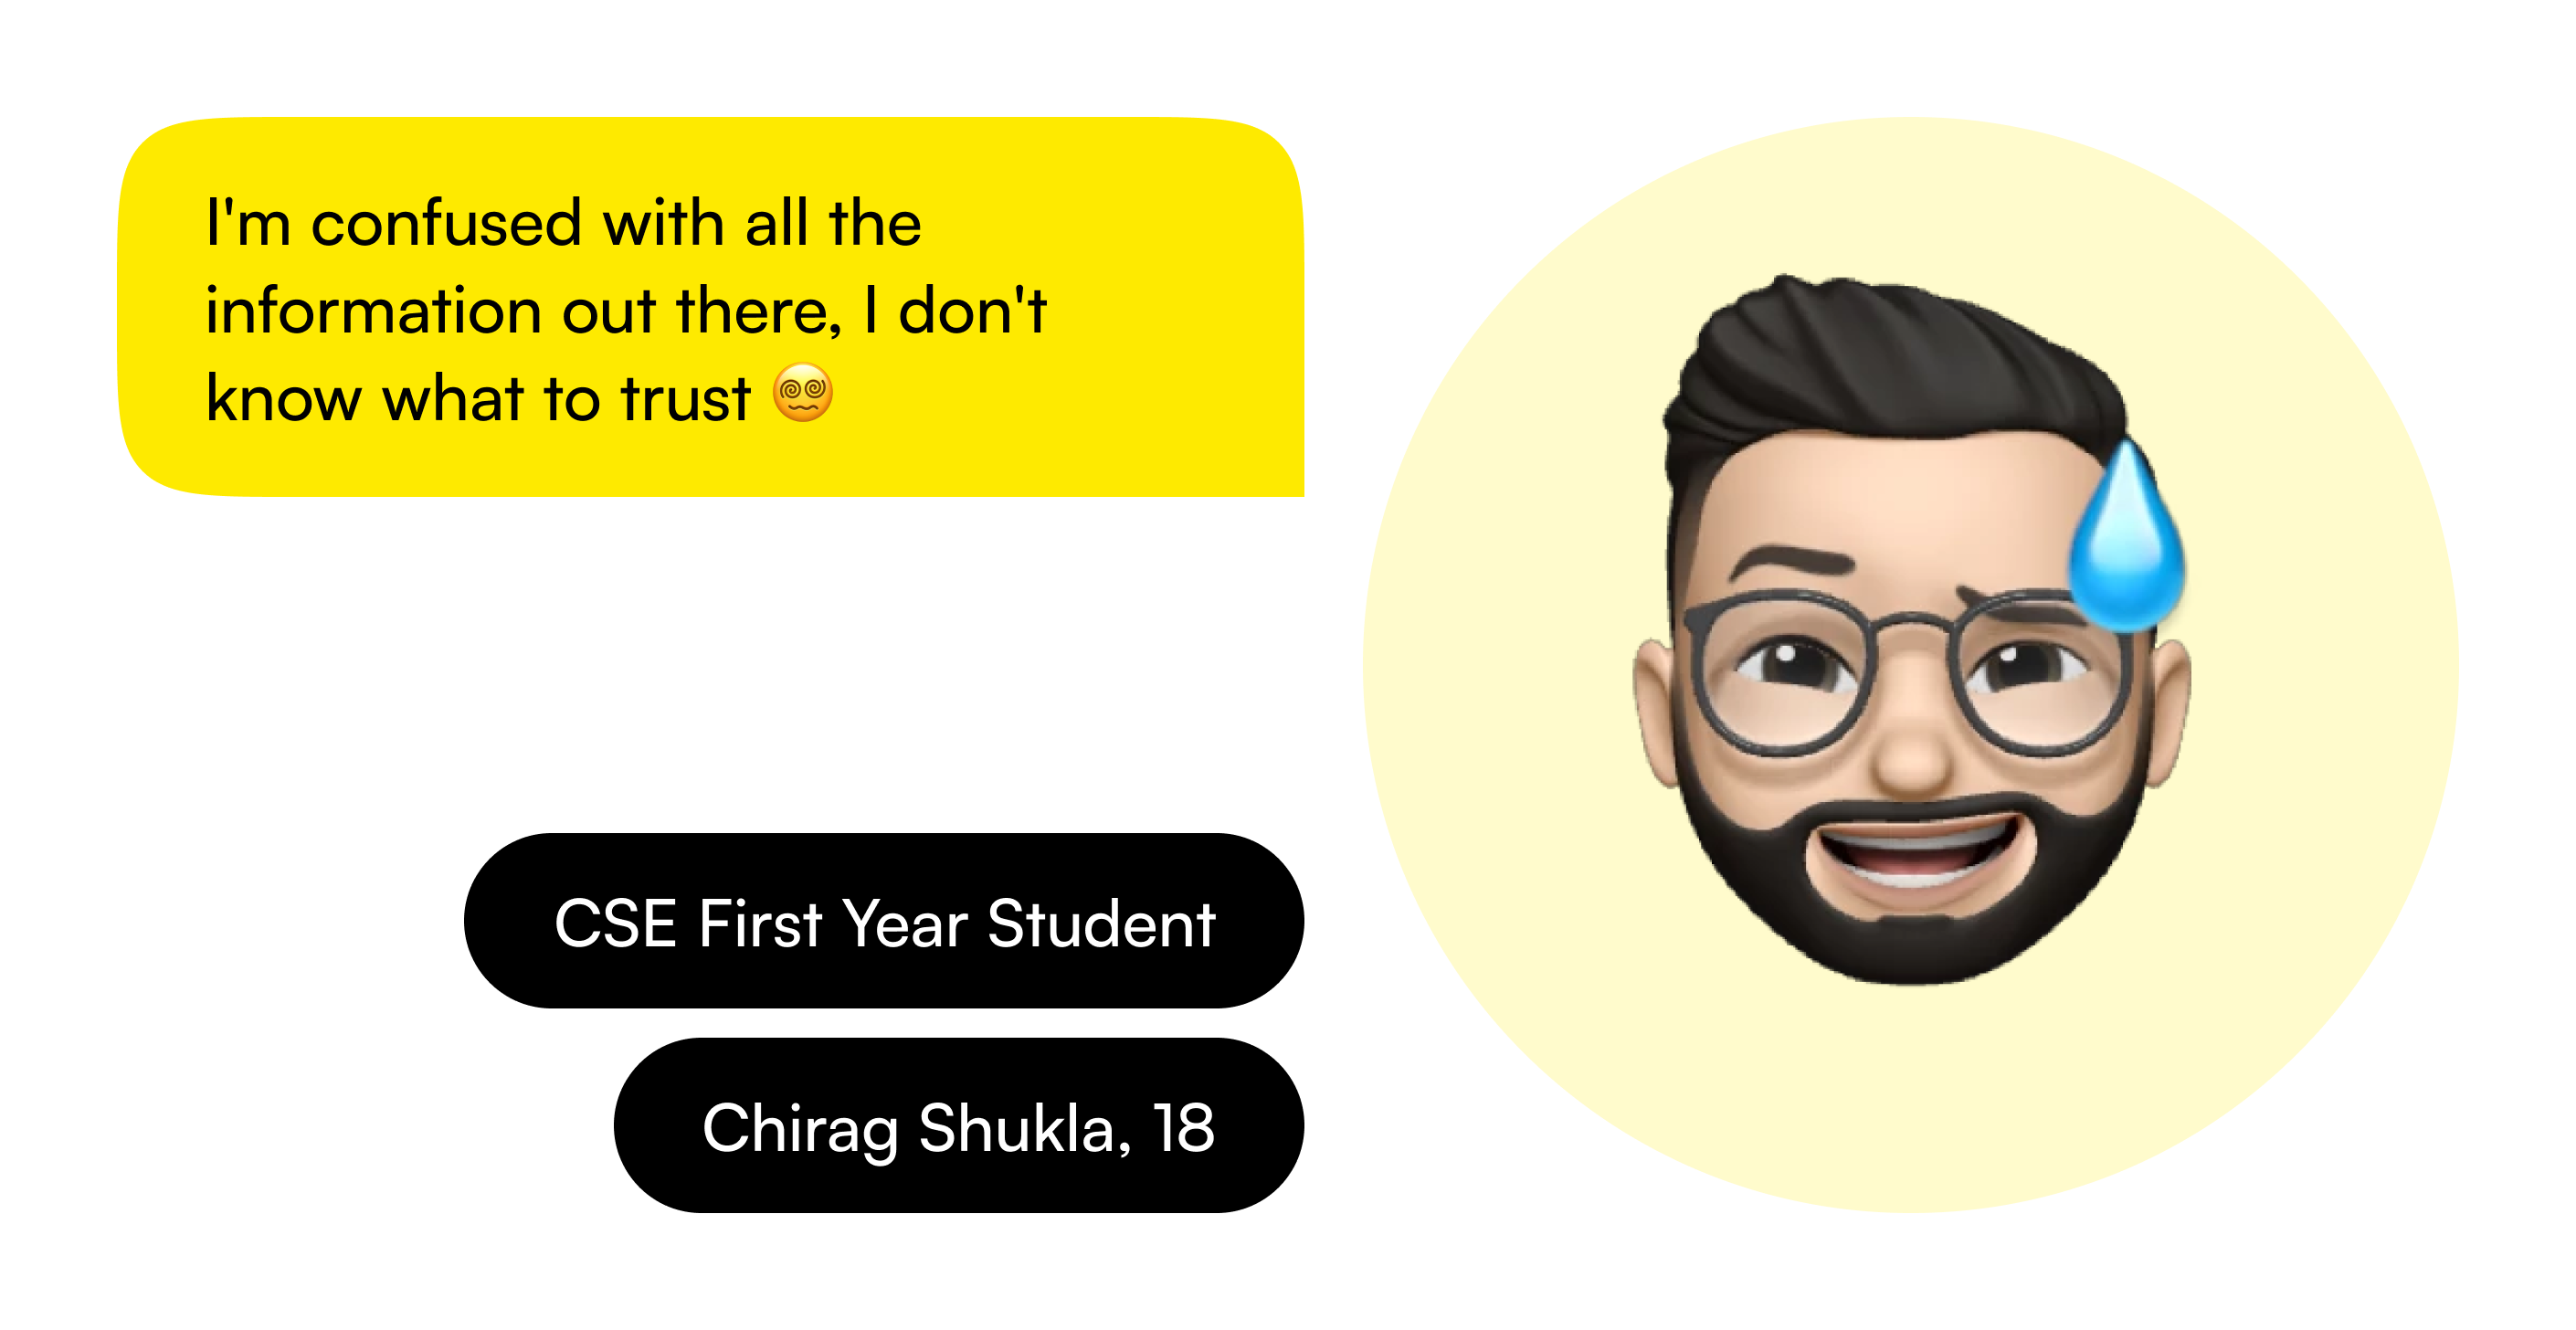 I'm confused with all the
information out there, I don't
know what to trust 😵‍💫
CSE First Year Student
Chirag Shukla, 18